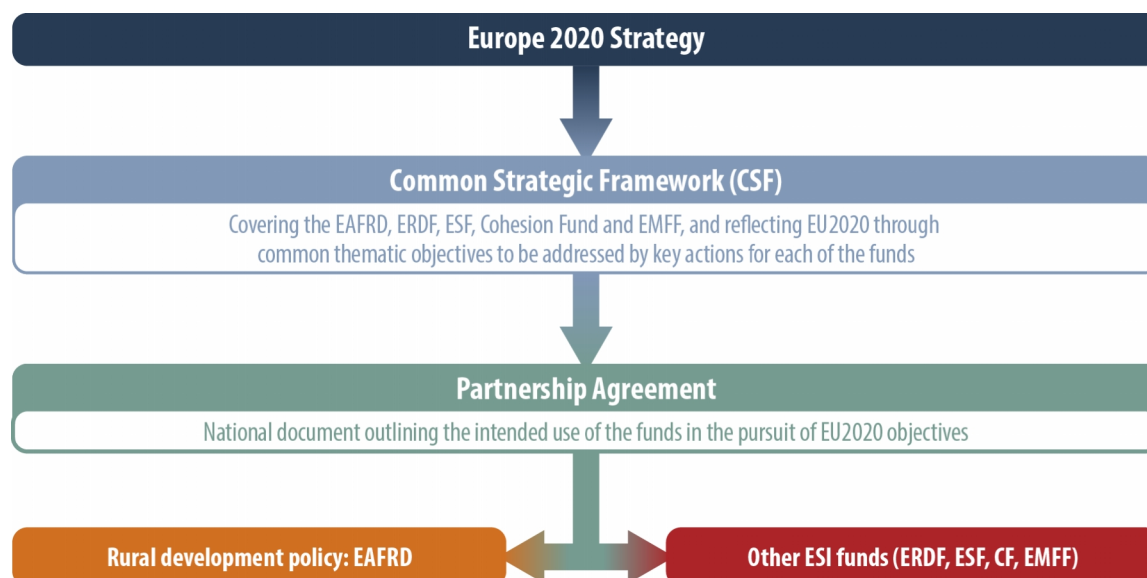 Europe 2020 Strategy
Common Strategic Framework (CSF)
Covering the EAFRD, ERDF, ESF, Cohesion Fund and EMFF, and reflecting EU2020 through
common thematic objectives to be addressed by key actions for each of the funds
Partnership Agreement
National document outlining the intended use of the funds in the pursuit of EU2020 objectives
Rural development policy: EAFRD
Other ESI funds (ERDF, ESF, CF, EMFF)